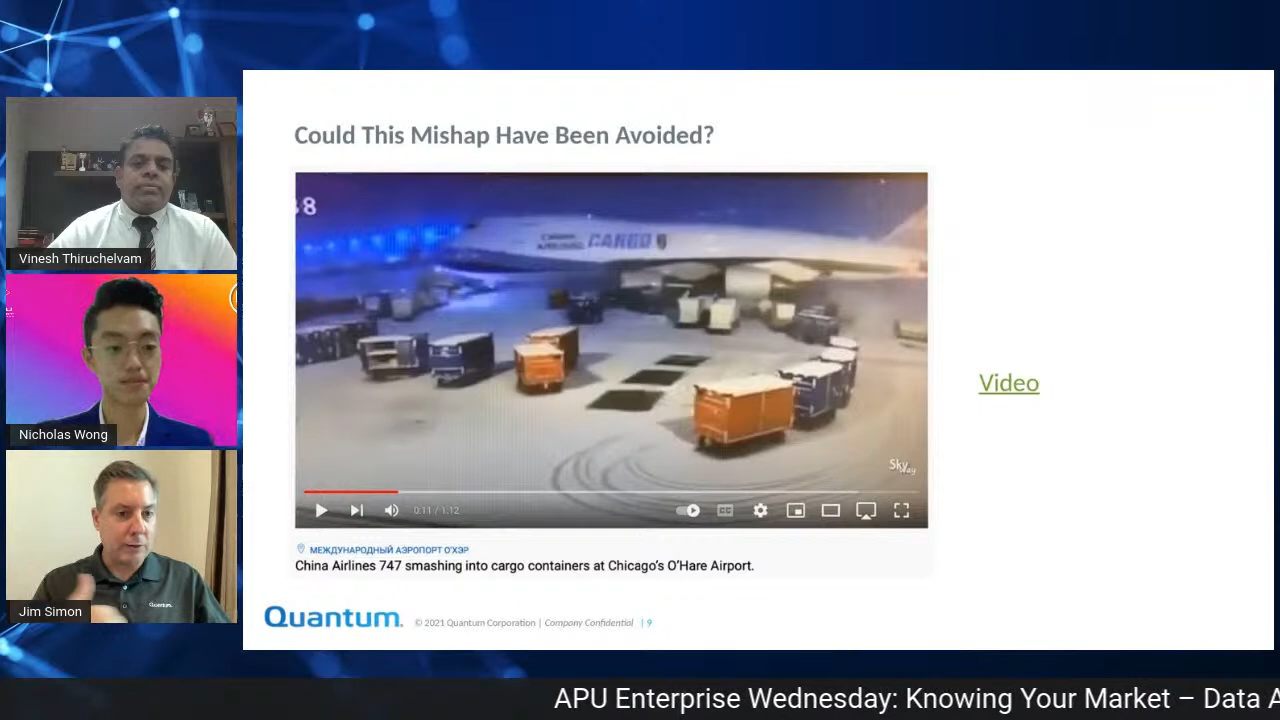 Could This Mishap Have Been Avoided?
38
CARGO
Sky
Way
0:11 / 1:12
CC
МЕЖДУНАРОДНЫЙ АЭРОПОРТ О'ХЭР
China Airlines 747 smashing into cargo containers at Chicago's O'Hare Airport.
Video
Quantum.
© 2021 Quantum Corporation | Company Confidential | 9
Vinesh Thiruchelvam
Nicholas Wong
Jim Simon
APU Enterprise Wednesday: Knowing Your Market – Data A